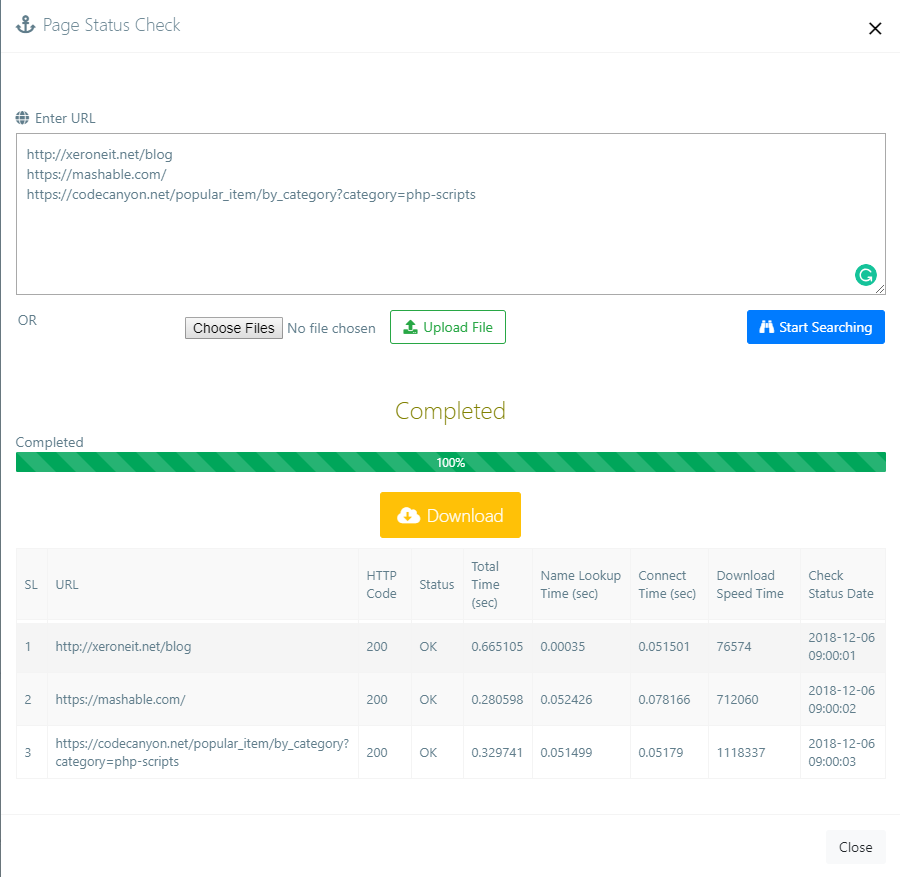 Page Status Check
Enter URL
http://xeroneit.net/blog
https://mashable.com/
https://codecanyon.net/popular_item/by_category?category=php-scripts
OR
Choose Files No file chosen
Upload File
Start Searching
Completed
Completed
100%
Download
SL
URL
HTTP
Code
Status
Total
Time
(sec)
Name Lookup
Time (sec)
Connect
Time (sec)
Download
Speed Time
Check
Status Date
1 http://xeroneit.net/blog 200 OK 0.665105 0.00035 0.051501 76574 2018-12-06
09:00:01
2 https://mashable.com/ 200 OK 0.280598 0.052426 0.078166 712060 2018-12-06
09:00:02
3 https://codecanyon.net/popular_item/by_category?
category=php-scripts 200 OK 0.329741 0.051499 0.05179 1118337 2018-12-06
09:00:03
Close